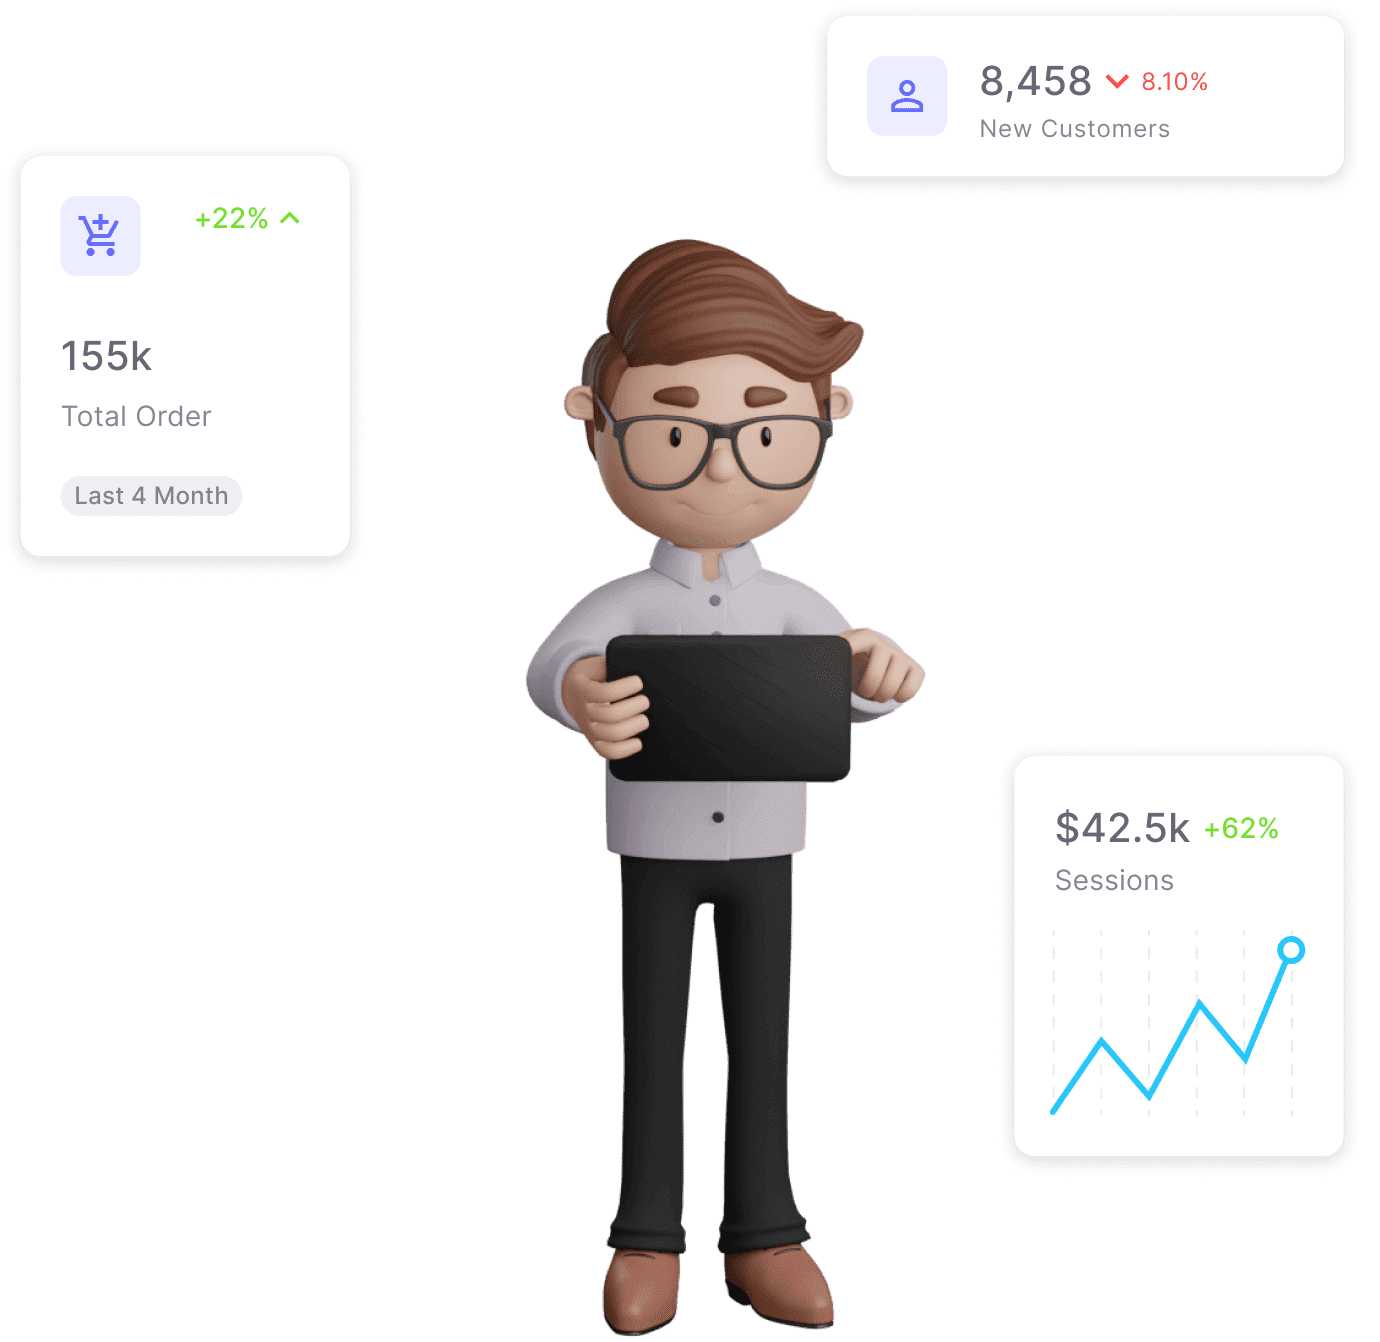 8,458 8.10%
New Customers
+22%
155k
Total Order
Last 4 Month
$42.5k +62%
Sessions